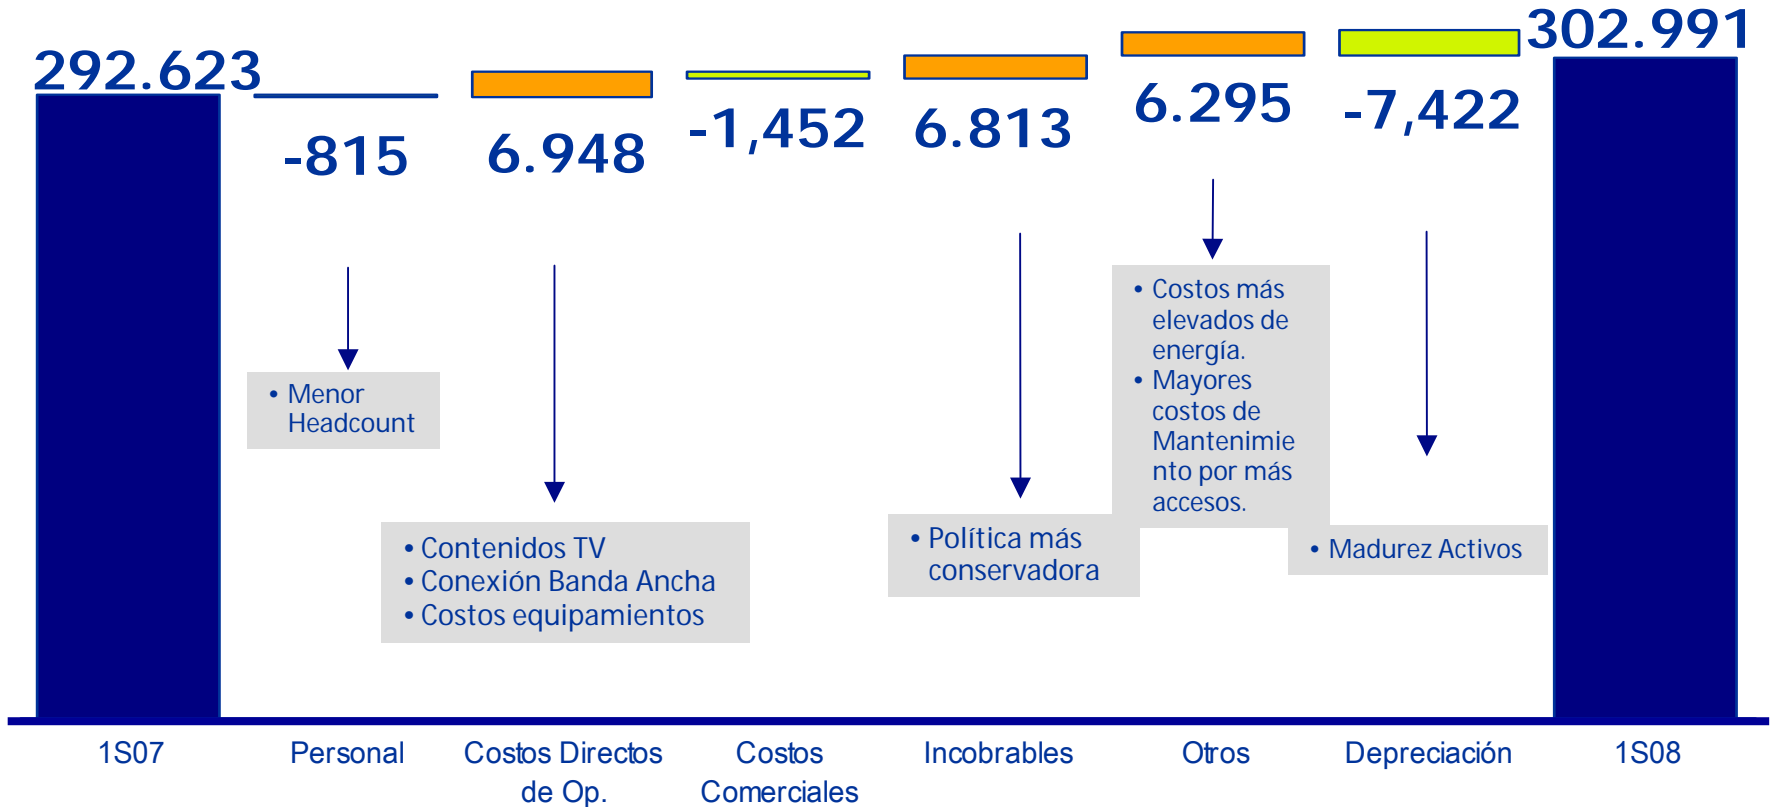 292.623
-815
6.948
-1,452
6.813
6.295
-7,422
302.991
• Menor
Headcount
• Contenidos TV
• Conexión Banda Ancha
• Costos equipamientos
• Política más
conservadora
• Costos más
elevados de
energía.
• Mayores
costos de
Mantenimie
nto por más
accesos.
• Madurez Activos
1S07
Personal
Costos Directos
de Op.
Costos
Comerciales
Incobrables
Otros
Depreciación
1S08